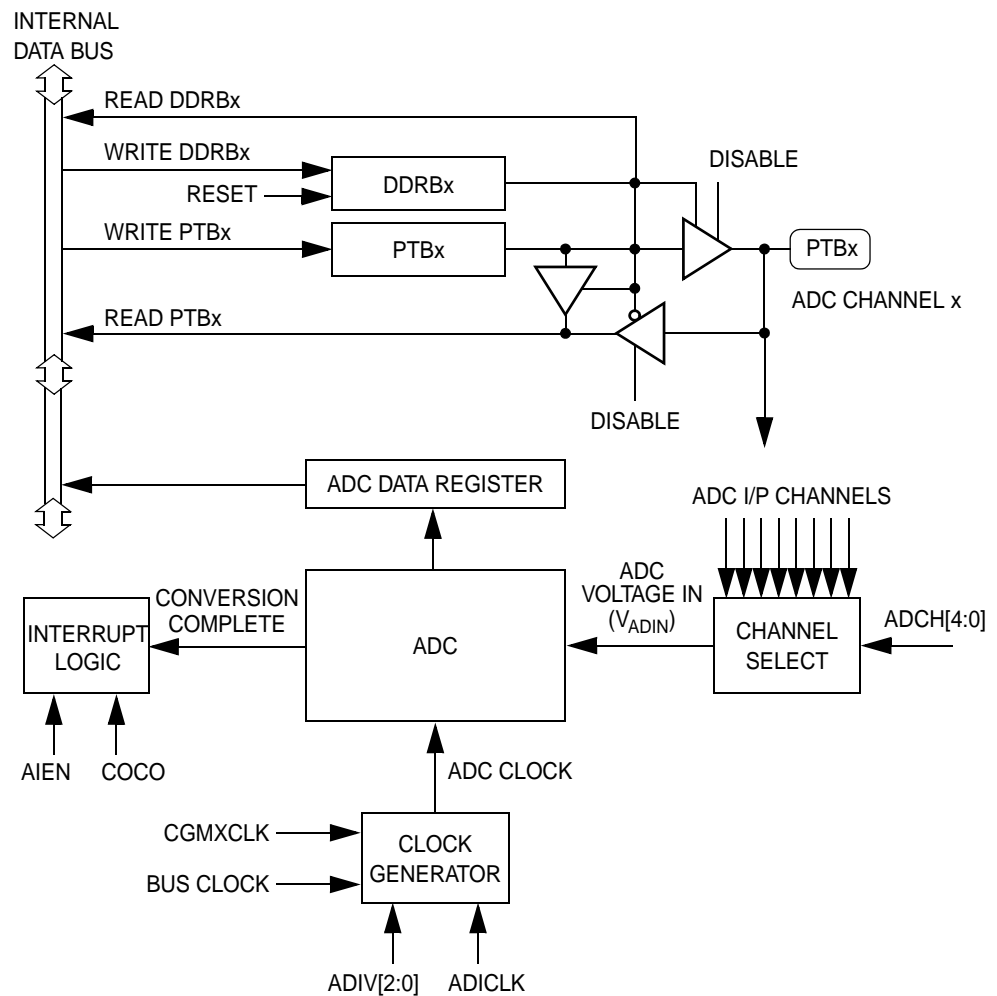 INTERNAL
DATA BUS
READ DDRBx
WRITE DDRBx
DISABLE
DDRBx
RESET
WRITE PTBx
PTBx
PTBx
ADC CHANNEL x
READ PTBx
DISABLE
ADC DATA REGISTER
ADC I/P CHANNELS
ADC
VOLTAGE IN
(VADIN)
CONVERSION
COMPLETE
INTERRUPT
LOGIC
ADC
CHANNEL
SELECT
ADCH[4:0]
AIEN
COCO
ADC CLOCK
CGMXCLK
CLOCK
GENERATOR
BUS CLOCK
ADIV[2:0]
ADICLK